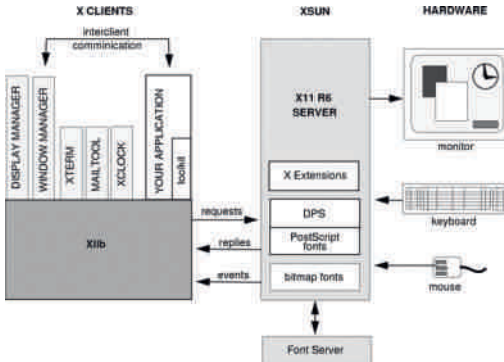 X CLIENTS
XSUN
HARDWARE
interclient
comminication
DISPLAY MANAGER
WINDOW MANAGER
XTERM
MAILTOOL
XCLOCK
YOUR APPLICATION
toolkit
Xlib
requests
replies
events
X11 R6
SERVER
X Extensions
DPS
PostScript
fonts
bitmap fonts
Font Server
monitor
keyboard
mouse